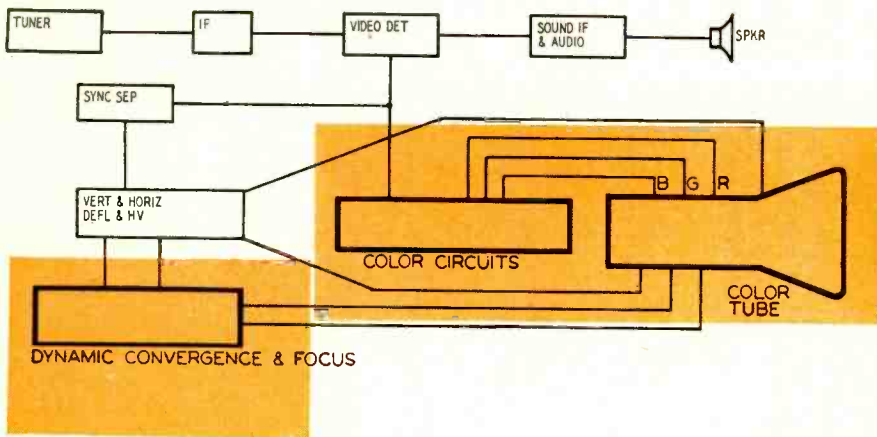 TUNER
IF
VIDEO DET
SOUND IF
& AUDIO
SPKR
SYNC SEP
B G R
VERT & HORIZ
DEFL & HV
COLOR CIRCUITS
COLOR
TUBE
DYNAMIC CONVERGENCE & FOCUS